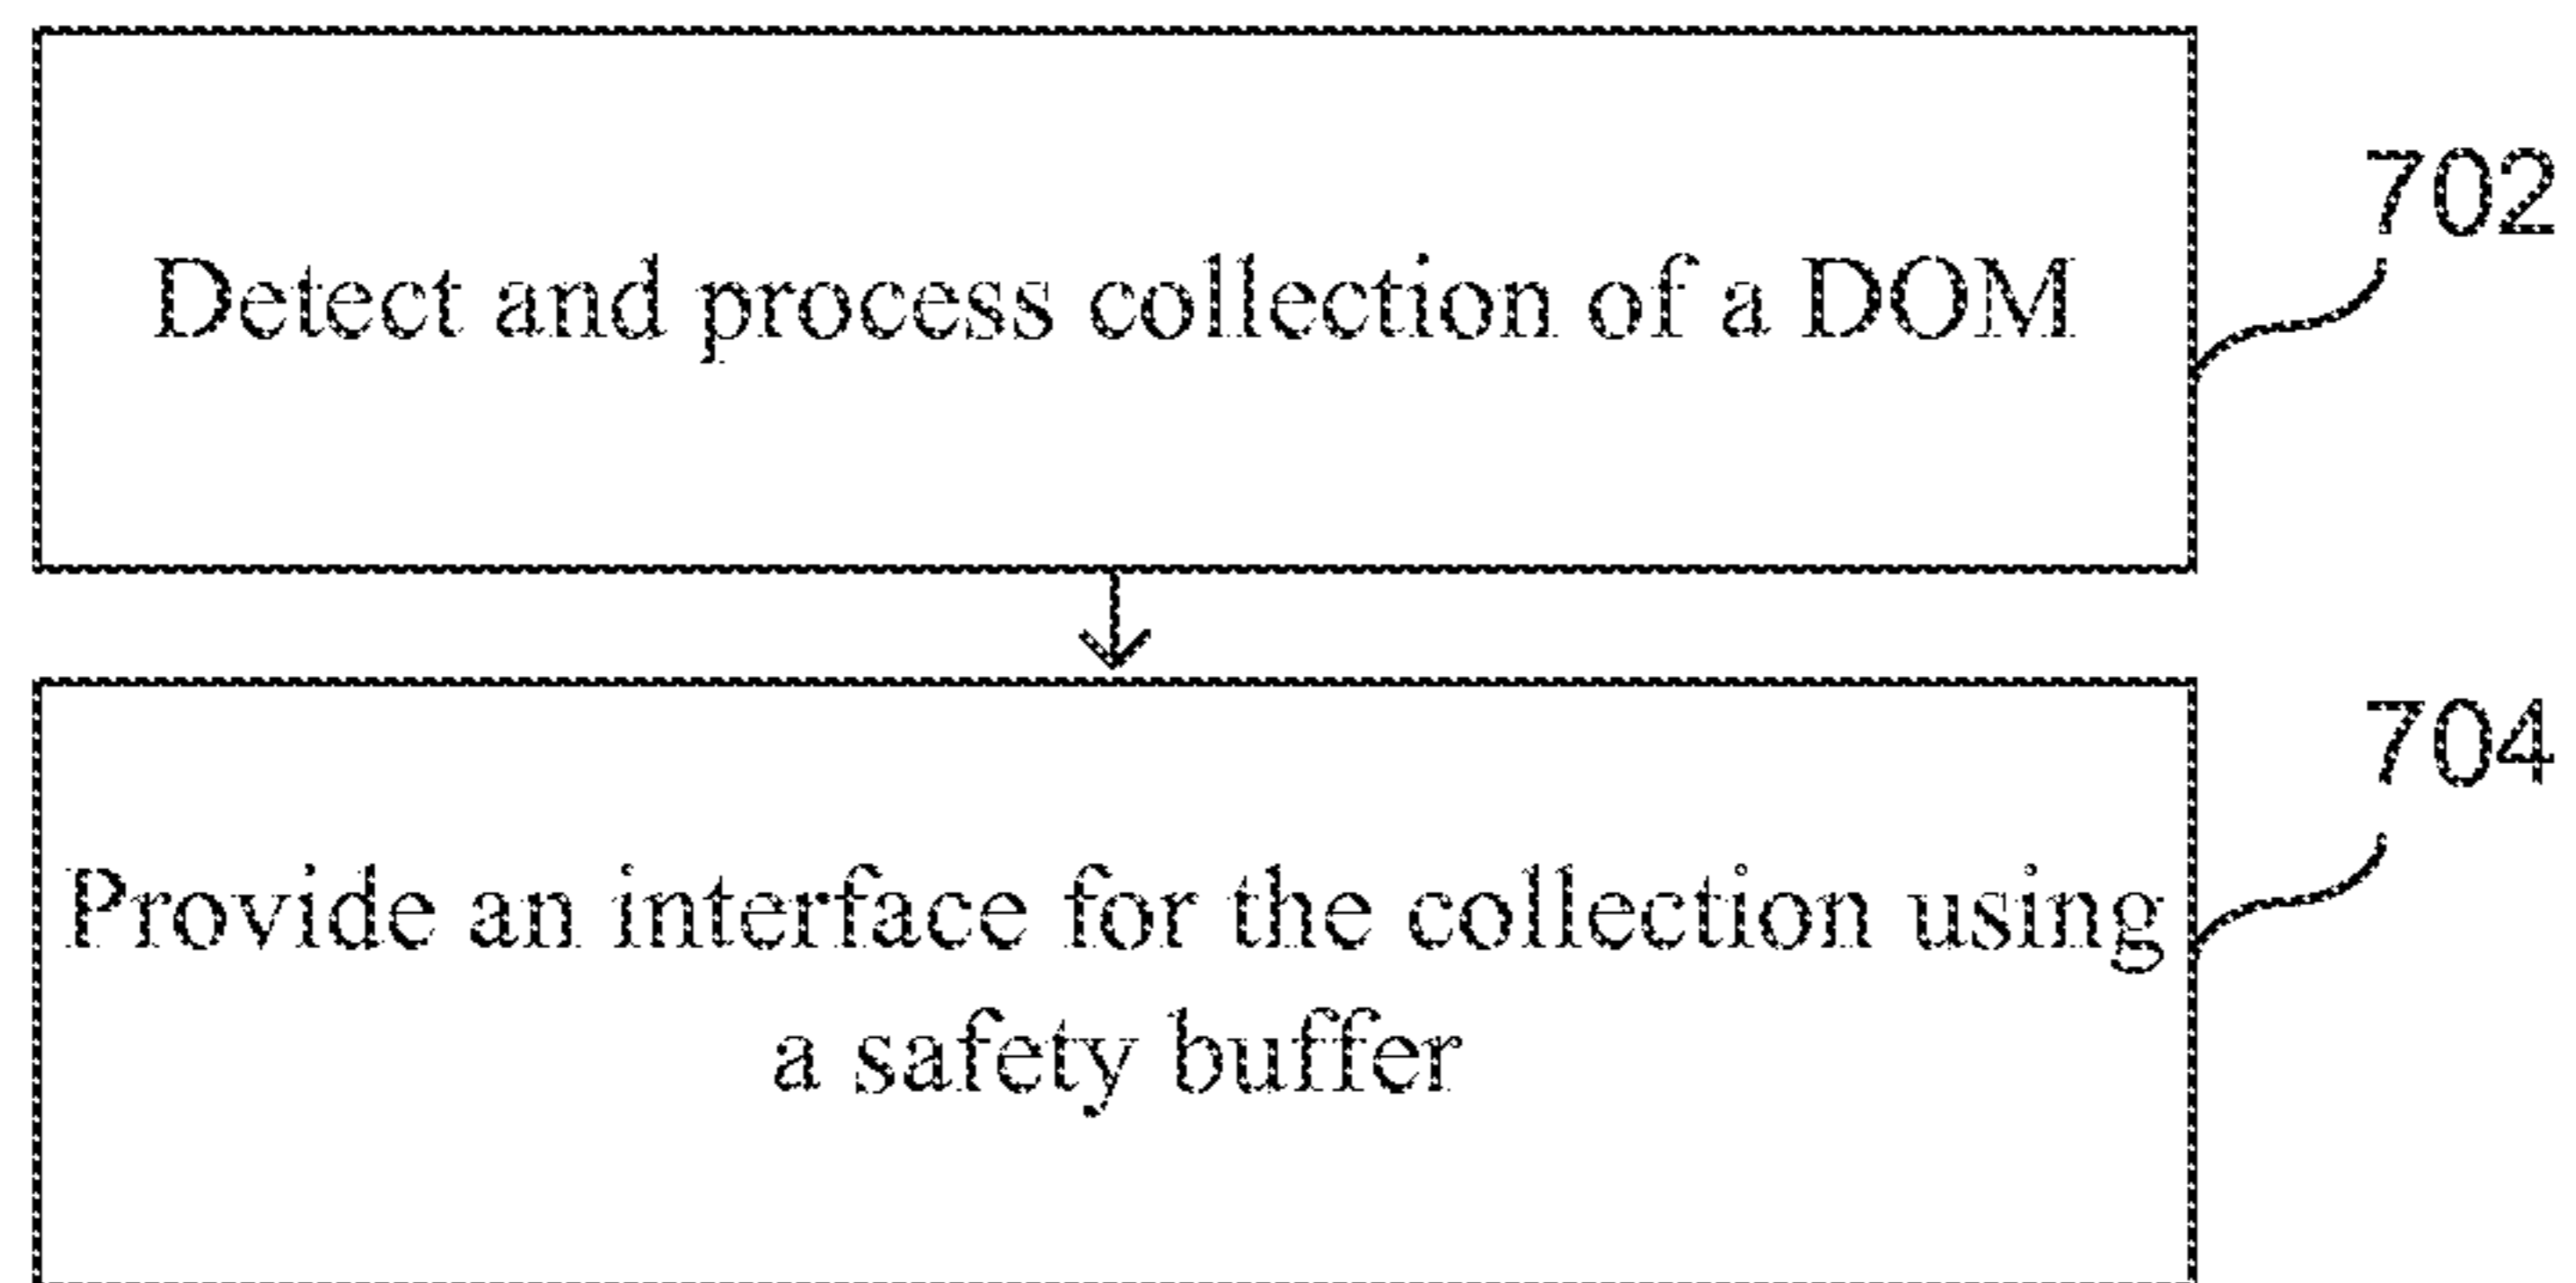 702
Detect and process collection of a DOM
704
Provide an interface for the collection using
a safety buffer